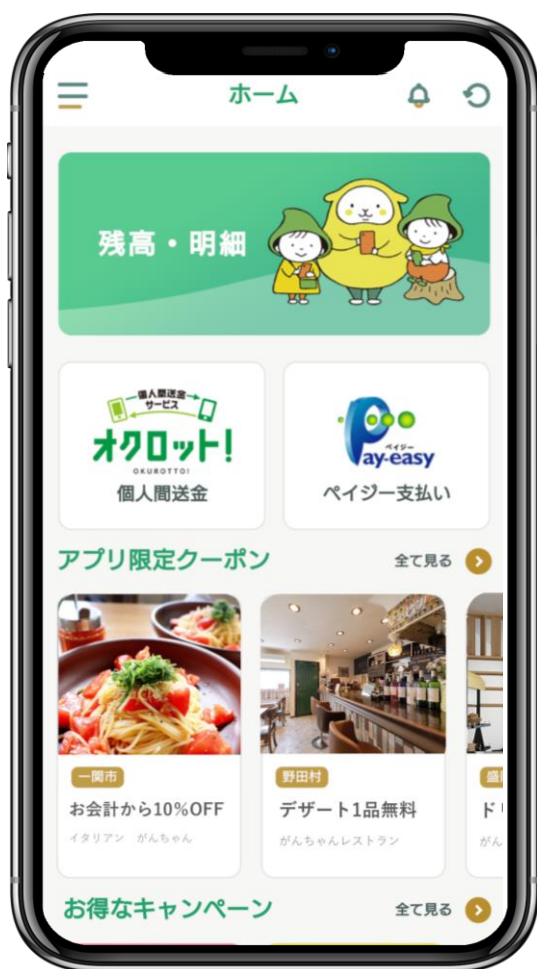 ホーム
残高・明細
個人間送金
サービス
オクロット!
OKUROTTO!
個人間送金
ペイジー
Pay-easy
ペイジー支払い
アプリ限定クーポン
全て見る
一関市
お会計から10%OFF
イタリアン がんちゃん
野田村
デザート1品無料
がんちゃんレストラン
ド
がん
お得なキャンペーン
全て見る